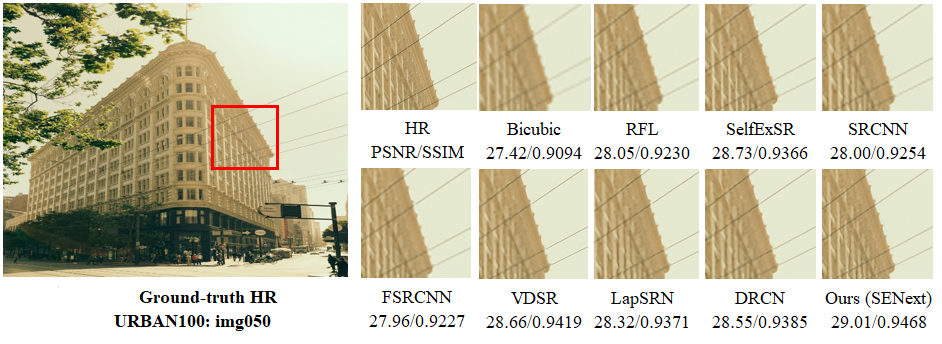 HR
PSNR/SSIM
Bicubic
27.42/0.9094
RFL
28.05/0.9230
SelfExSR
28.73/0.9366
SRCNN
28.00/0.9254
FSRCNN
27.96/0.9227
VDSR
28.66/0.9419
LapSRN
28.32/0.9371
DRCN
28.55/0.9385
Ours (SENext)
29.01/0.9468
Ground-truth HR
URBAN100: img050